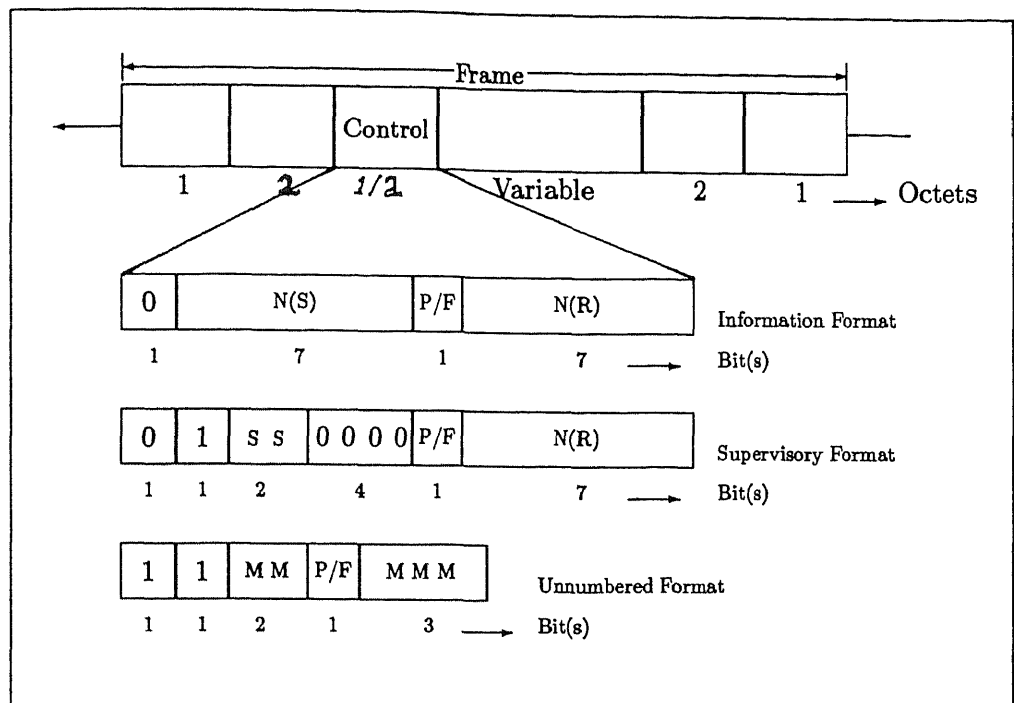 Frame
Control
1 2 1/2 Variable 2 1 Octets
0 N(S) P/F N(R) Information Format
1 7 1 7 Bit(s)
0 1 S S 0 0 0 0 P/F N(R) Supervisory Format
1 1 2 4 1 7 Bit(s)
1 1 M M P/F M M M Unnumbered Format
1 1 2 1 3 Bit(s)